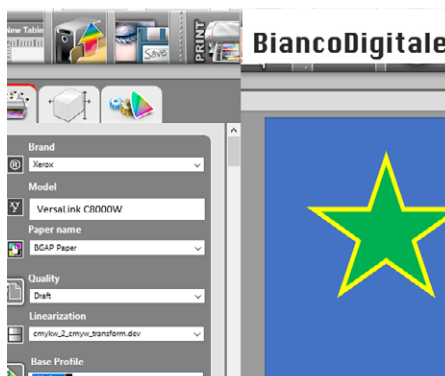 New Table
Save
PRINT
BiancoDigitale
Brand
Xerox
Model
VersaLink C8000W
Paper name
BGAP Paper
Quality
Draft
Linearization
cmykw_2_cmyw_transform.dev
Base Profile